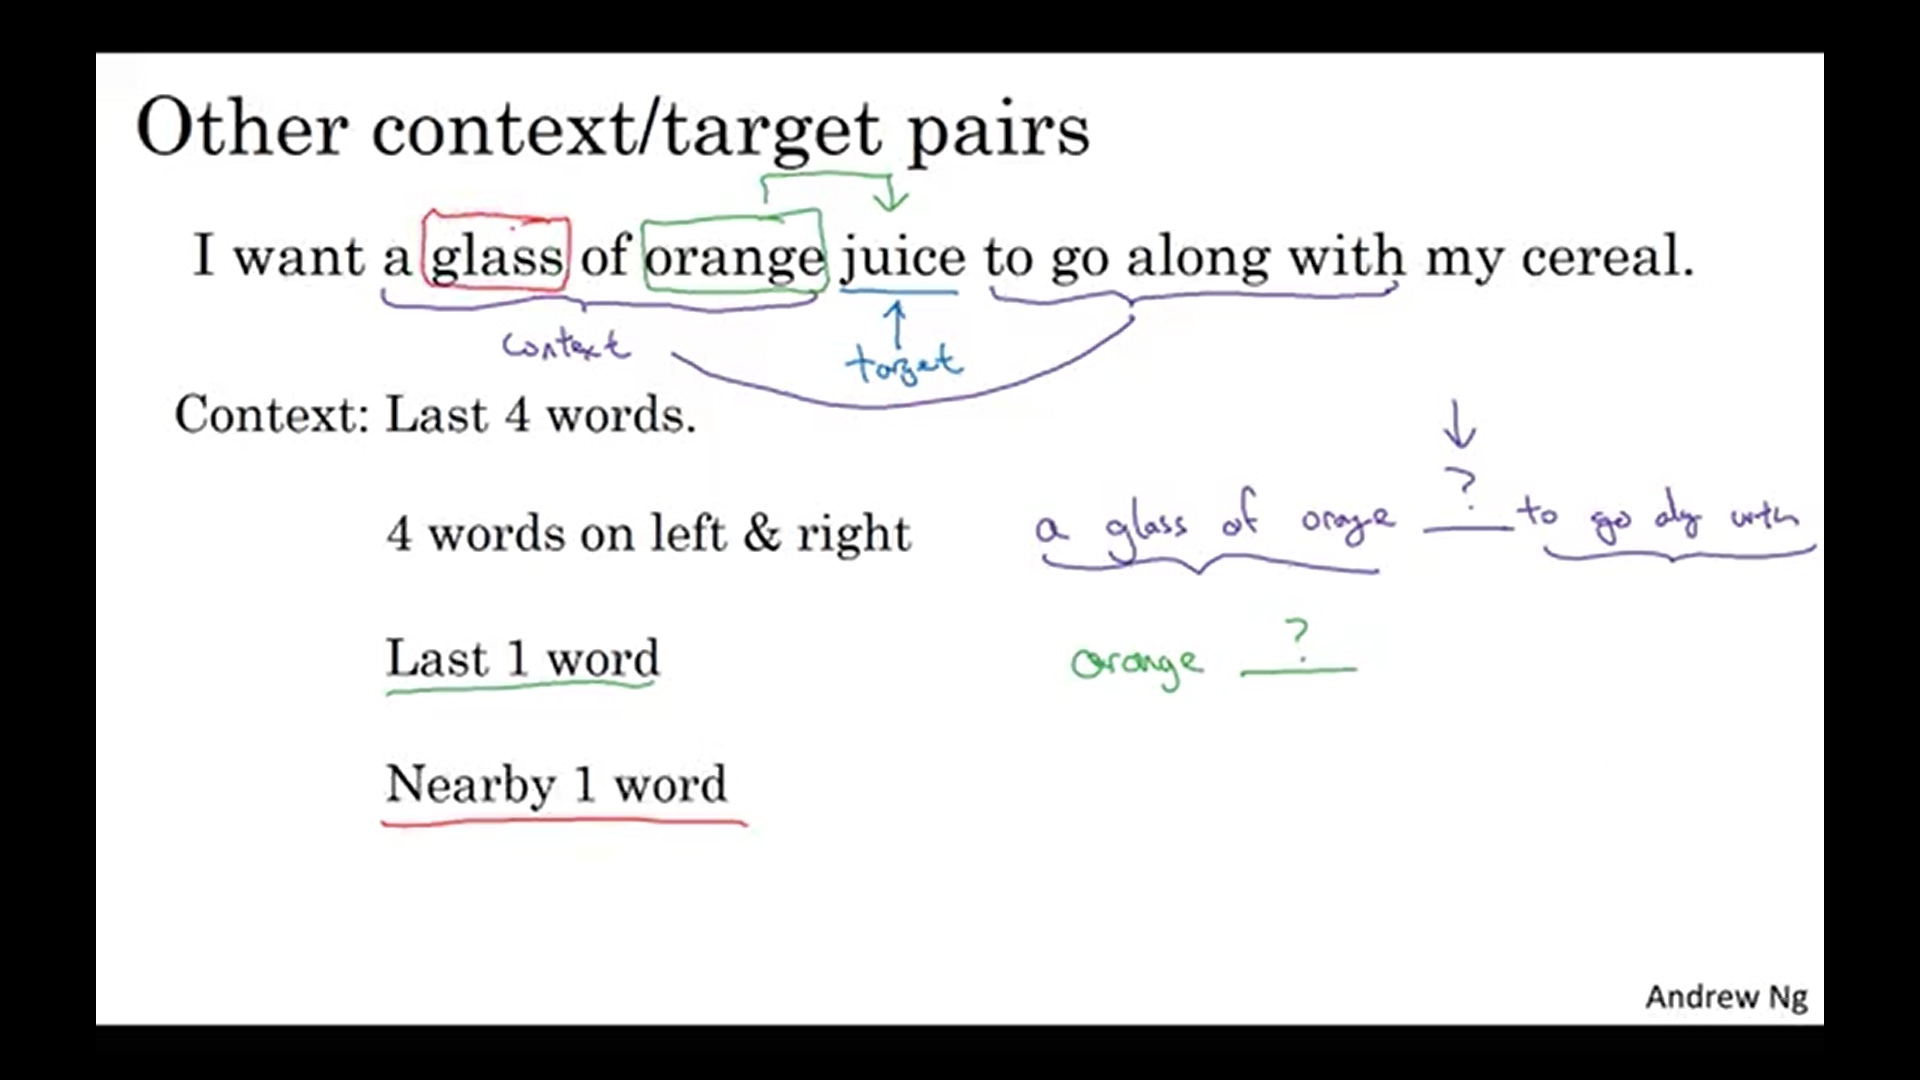 Other context/target pairs
I want a glass of orange juice to go along with my cereal.
context
target
Context: Last 4 words.
4 words on left & right
a glass of orange ? to go alg with
Last 1 word
orange ?
Nearby 1 word
Andrew Ng